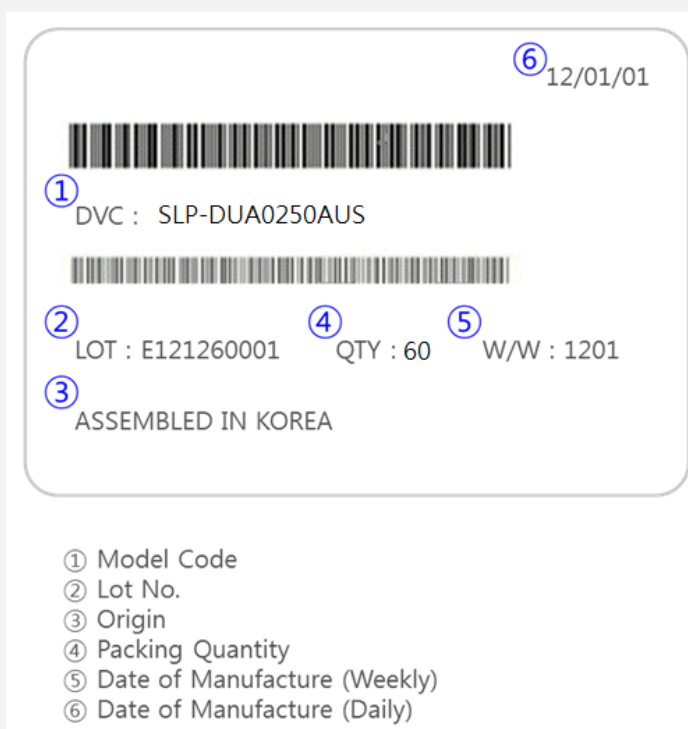 ⑥ 12/01/01
①
DVC : SLP-DUA0250AUS
② ④ ⑤
LOT : E121260001 QTY : 60 W/W : 1201
③
ASSEMBLED IN KOREA
① Model Code
② Lot No.
③ Origin
④ Packing Quantity
⑤ Date of Manufacture (Weekly)
⑥ Date of Manufacture (Daily)